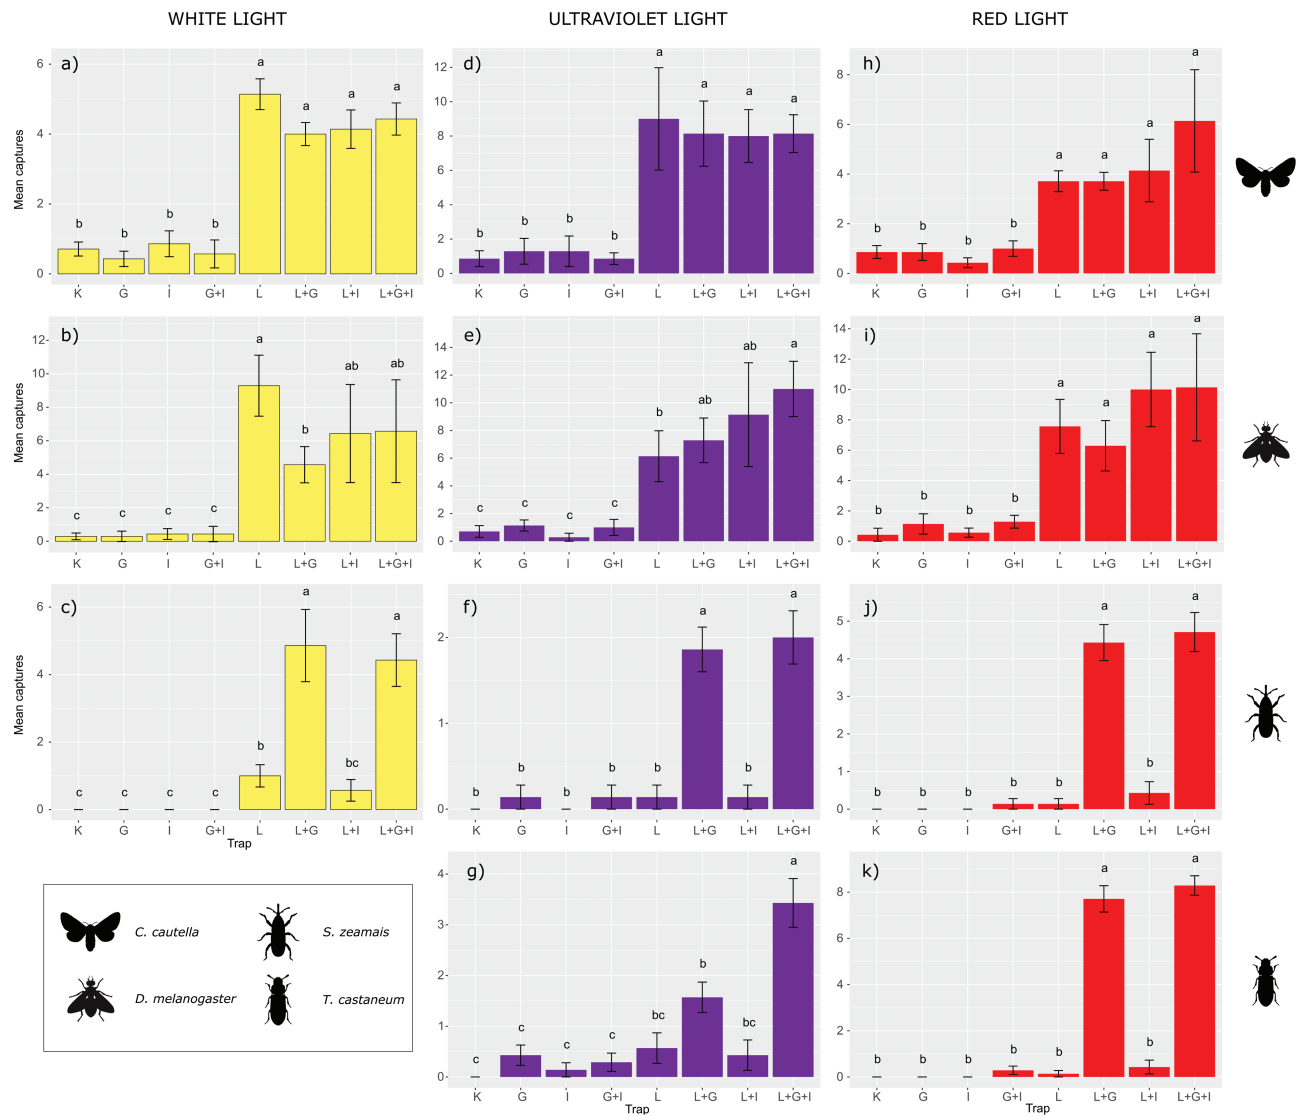 WHITE LIGHT ULTRAVIOLET LIGHT RED LIGHT
a)
Mean captures
6
4
2
0
b b b b a a a a
K G I G+I L L+G L+I L+G+I
d)
12
10
8
6
4
2
0
b b b b a a a a
K G I G+I L L+G L+I L+G+I
h)
8
6
4
2
0
b b b b a a a a
K G I G+I L L+G L+I L+G+I
b)
Mean captures
12
10
8
6
4
2
0
c c c c a b ab ab
K G I G+I L L+G L+I L+G+I
e)
14
12
10
8
6
4
2
0
c c c c b ab ab a
K G I G+I L L+G L+I L+G+I
i)
14
12
10
8
6
4
2
0
b b b b a a a a
K G I G+I L L+G L+I L+G+I
c)
Mean captures
6
4
2
0
c c c c b a bc a
K G I G+I L L+G L+I L+G+I
Trap
f)
2
1
0
b b b b b a b a
K G I G+I L L+G L+I L+G+I
j)
5
4
3
2
1
0
b b b b b a b a
K G I G+I L L+G L+I L+G+I
C. cautella
S. zeamais
D. melanogaster
T. castaneum
g)
4
3
2
1
0
c c c c bc b bc a
K G I G+I L L+G L+I L+G+I
Trap
k)
8
6
4
2
0
b b b b b a b a
K G I G+I L L+G L+I L+G+I
Trap